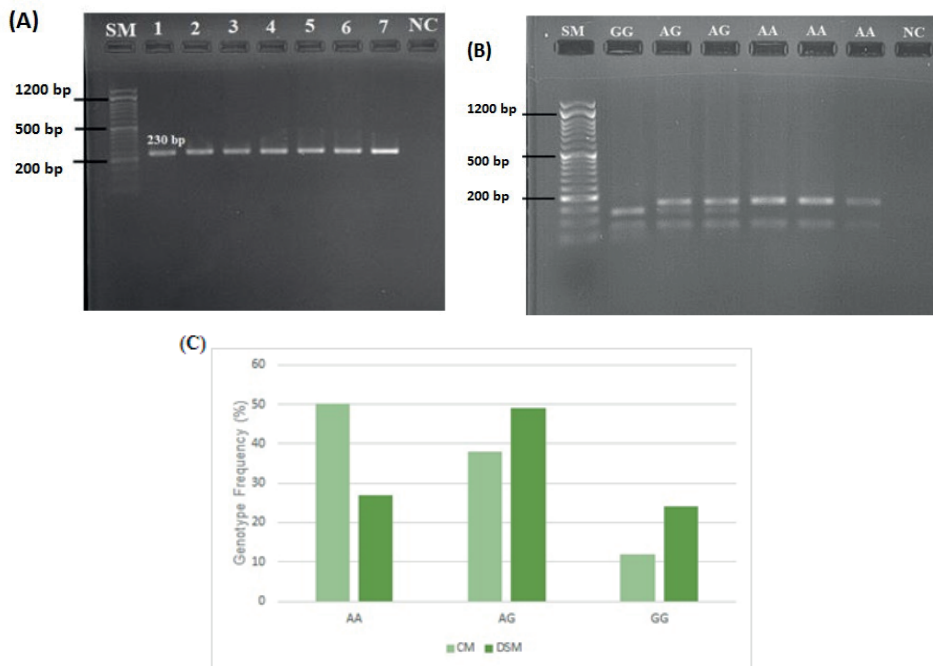 (A)
SM 1 2 3 4 5 6 7 NC
1200 bp
500 bp
230 bp
200 bp
(B)
SM GG AG AG AA AA AA NC
1200 bp
500 bp
200 bp
(C)
Genotype Frequency (%)
60
50
40
30
20
10
0
AA AG GG
CM DSM